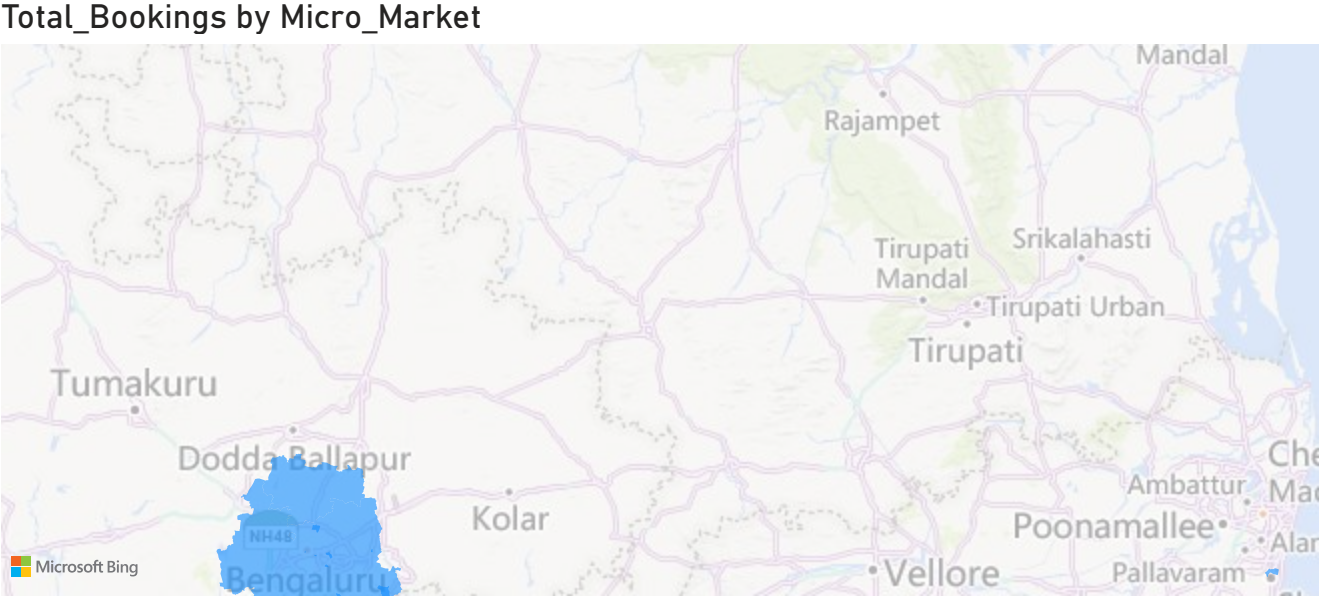 Total_Bookings by Micro_Market
Mandal
Rajampet
Srikalahasti
Tirupati
Mandal
Tirupati Urban
Tirupati
Tumakuru
Dodda Ballapur
Che
Ambattur
Mad
Kolar
Poonamallee
NH48
Alar
Microsoft Bing
Bengaluru
Vellore
Pallavaram